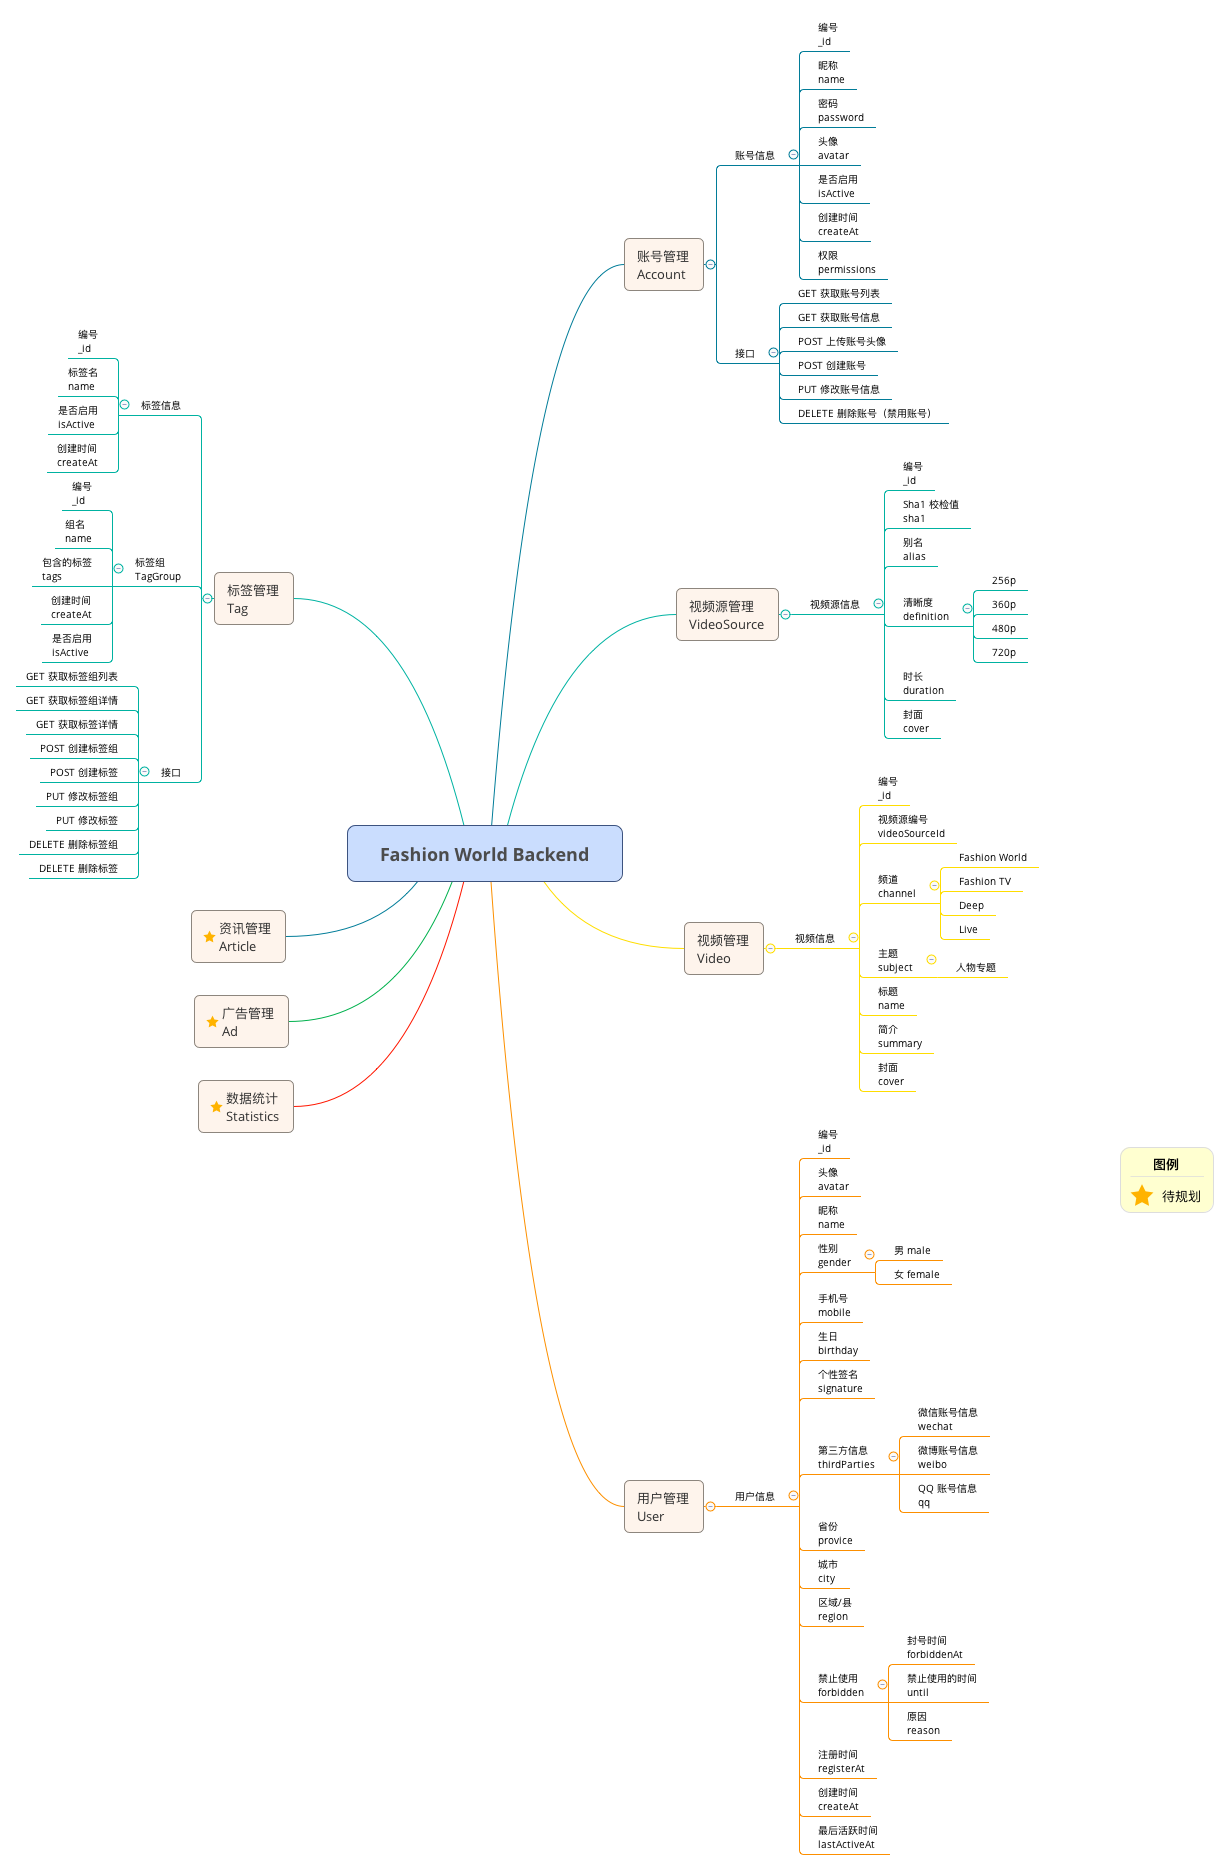 Fashion World Backend
账号管理
Account
账号信息
编号
_id
昵称
name
密码
password
头像
avatar
是否启用
isActive
创建时间
createAt
权限
permissions
接口
GET 获取账号列表
GET 获取账号信息
POST 上传账号头像
POST 创建账号
PUT 修改账号信息
DELETE 删除账号（禁用账号）
视频源管理
VideoSource
视频源信息
编号
_id
Sha1 校检值
sha1
别名
alias
清晰度
definition
256p
360p
480p
720p
时长
duration
封面
cover
视频管理
Video
视频信息
编号
_id
视频源编号
videoSourceId
频道
channel
Fashion World
Fashion TV
Deep
Live
主题
subject
人物专题
标题
name
简介
summary
封面
cover
用户管理
User
用户信息
编号
_id
头像
avatar
昵称
name
性别
gender
男 male
女 female
手机号
mobile
生日
birthday
个性签名
signature
第三方信息
thirdParties
微信账号信息
wechat
微博账号信息
weibo
QQ 账号信息
qq
省份
provice
城市
city
区域/县
region
禁止使用
forbidden
封号时间
forbiddenAt
禁止使用的时间
until
原因
reason
注册时间
registerAt
创建时间
createAt
最后活跃时间
lastActiveAt
标签管理
Tag
标签信息
编号
_id
标签名
name
是否启用
isActive
创建时间
createAt
标签组
TagGroup
编号
_id
组名
name
包含的标签
tags
创建时间
createAt
是否启用
isActive
接口
GET 获取标签组列表
GET 获取标签组详情
GET 获取标签详情
POST 创建标签组
POST 创建标签
PUT 修改标签组
PUT 修改标签
DELETE 删除标签组
DELETE 删除标签
资讯管理
Article
广告管理
Ad
数据统计
Statistics
图例
待规划